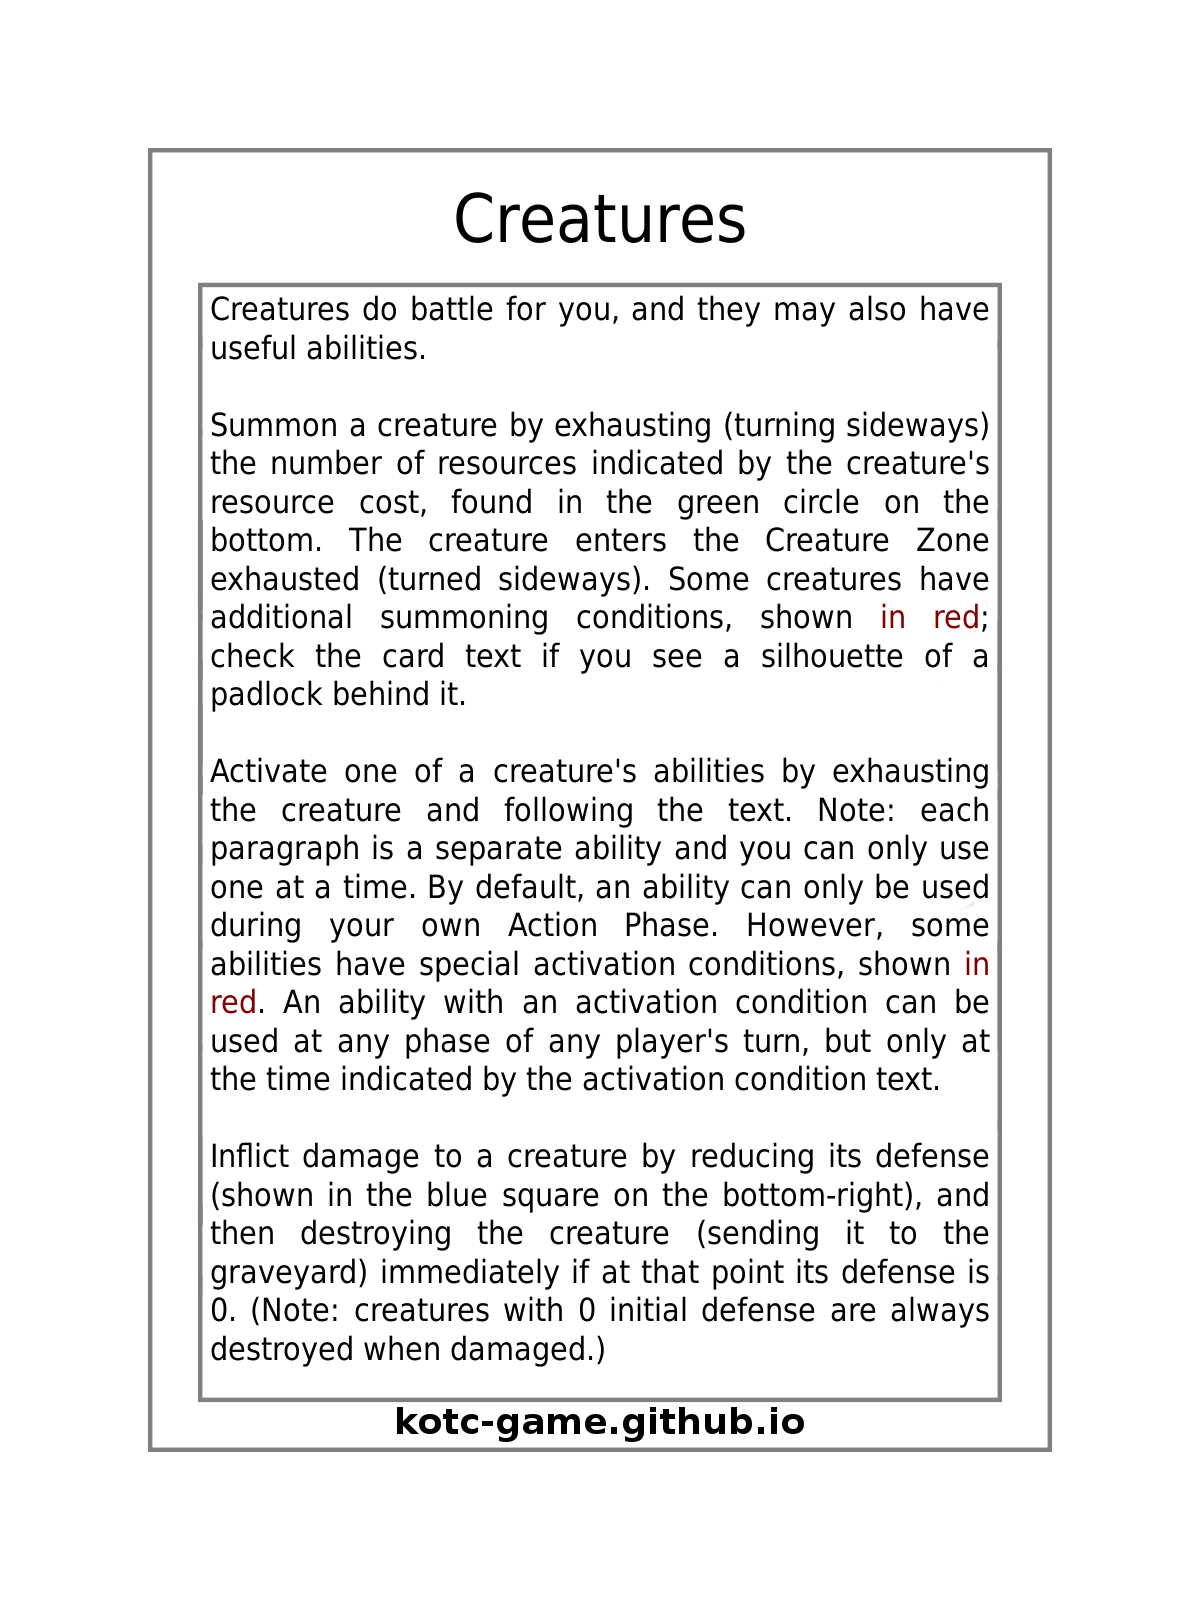 Creatures
Creatures do battle for you, and they may also have
useful abilities.
Summon a creature by exhausting (turning sideways)
the number of resources indicated by the creature's
resource cost, found in the green circle on the
bottom. The creature enters the Creature Zone
exhausted (turned sideways). Some creatures have
additional summoning conditions, shown in red;
check the card text if you see a silhouette of a
padlock behind it.
Activate one of a creature's abilities by exhausting
the creature and following the text. Note: each
paragraph is a separate ability and you can only use
one at a time. By default, an ability can only be used
during your own Action Phase. However, some
abilities have special activation conditions, shown in
red. An ability with an activation condition can be
used at any phase of any player's turn, but only at
the time indicated by the activation condition text.
Inflict damage to a creature by reducing its defense
(shown in the blue square on the bottom-right), and
then destroying the creature (sending it to the
graveyard) immediately if at that point its defense is
0. (Note: creatures with 0 initial defense are always
destroyed when damaged.)
kotc-game.github.io